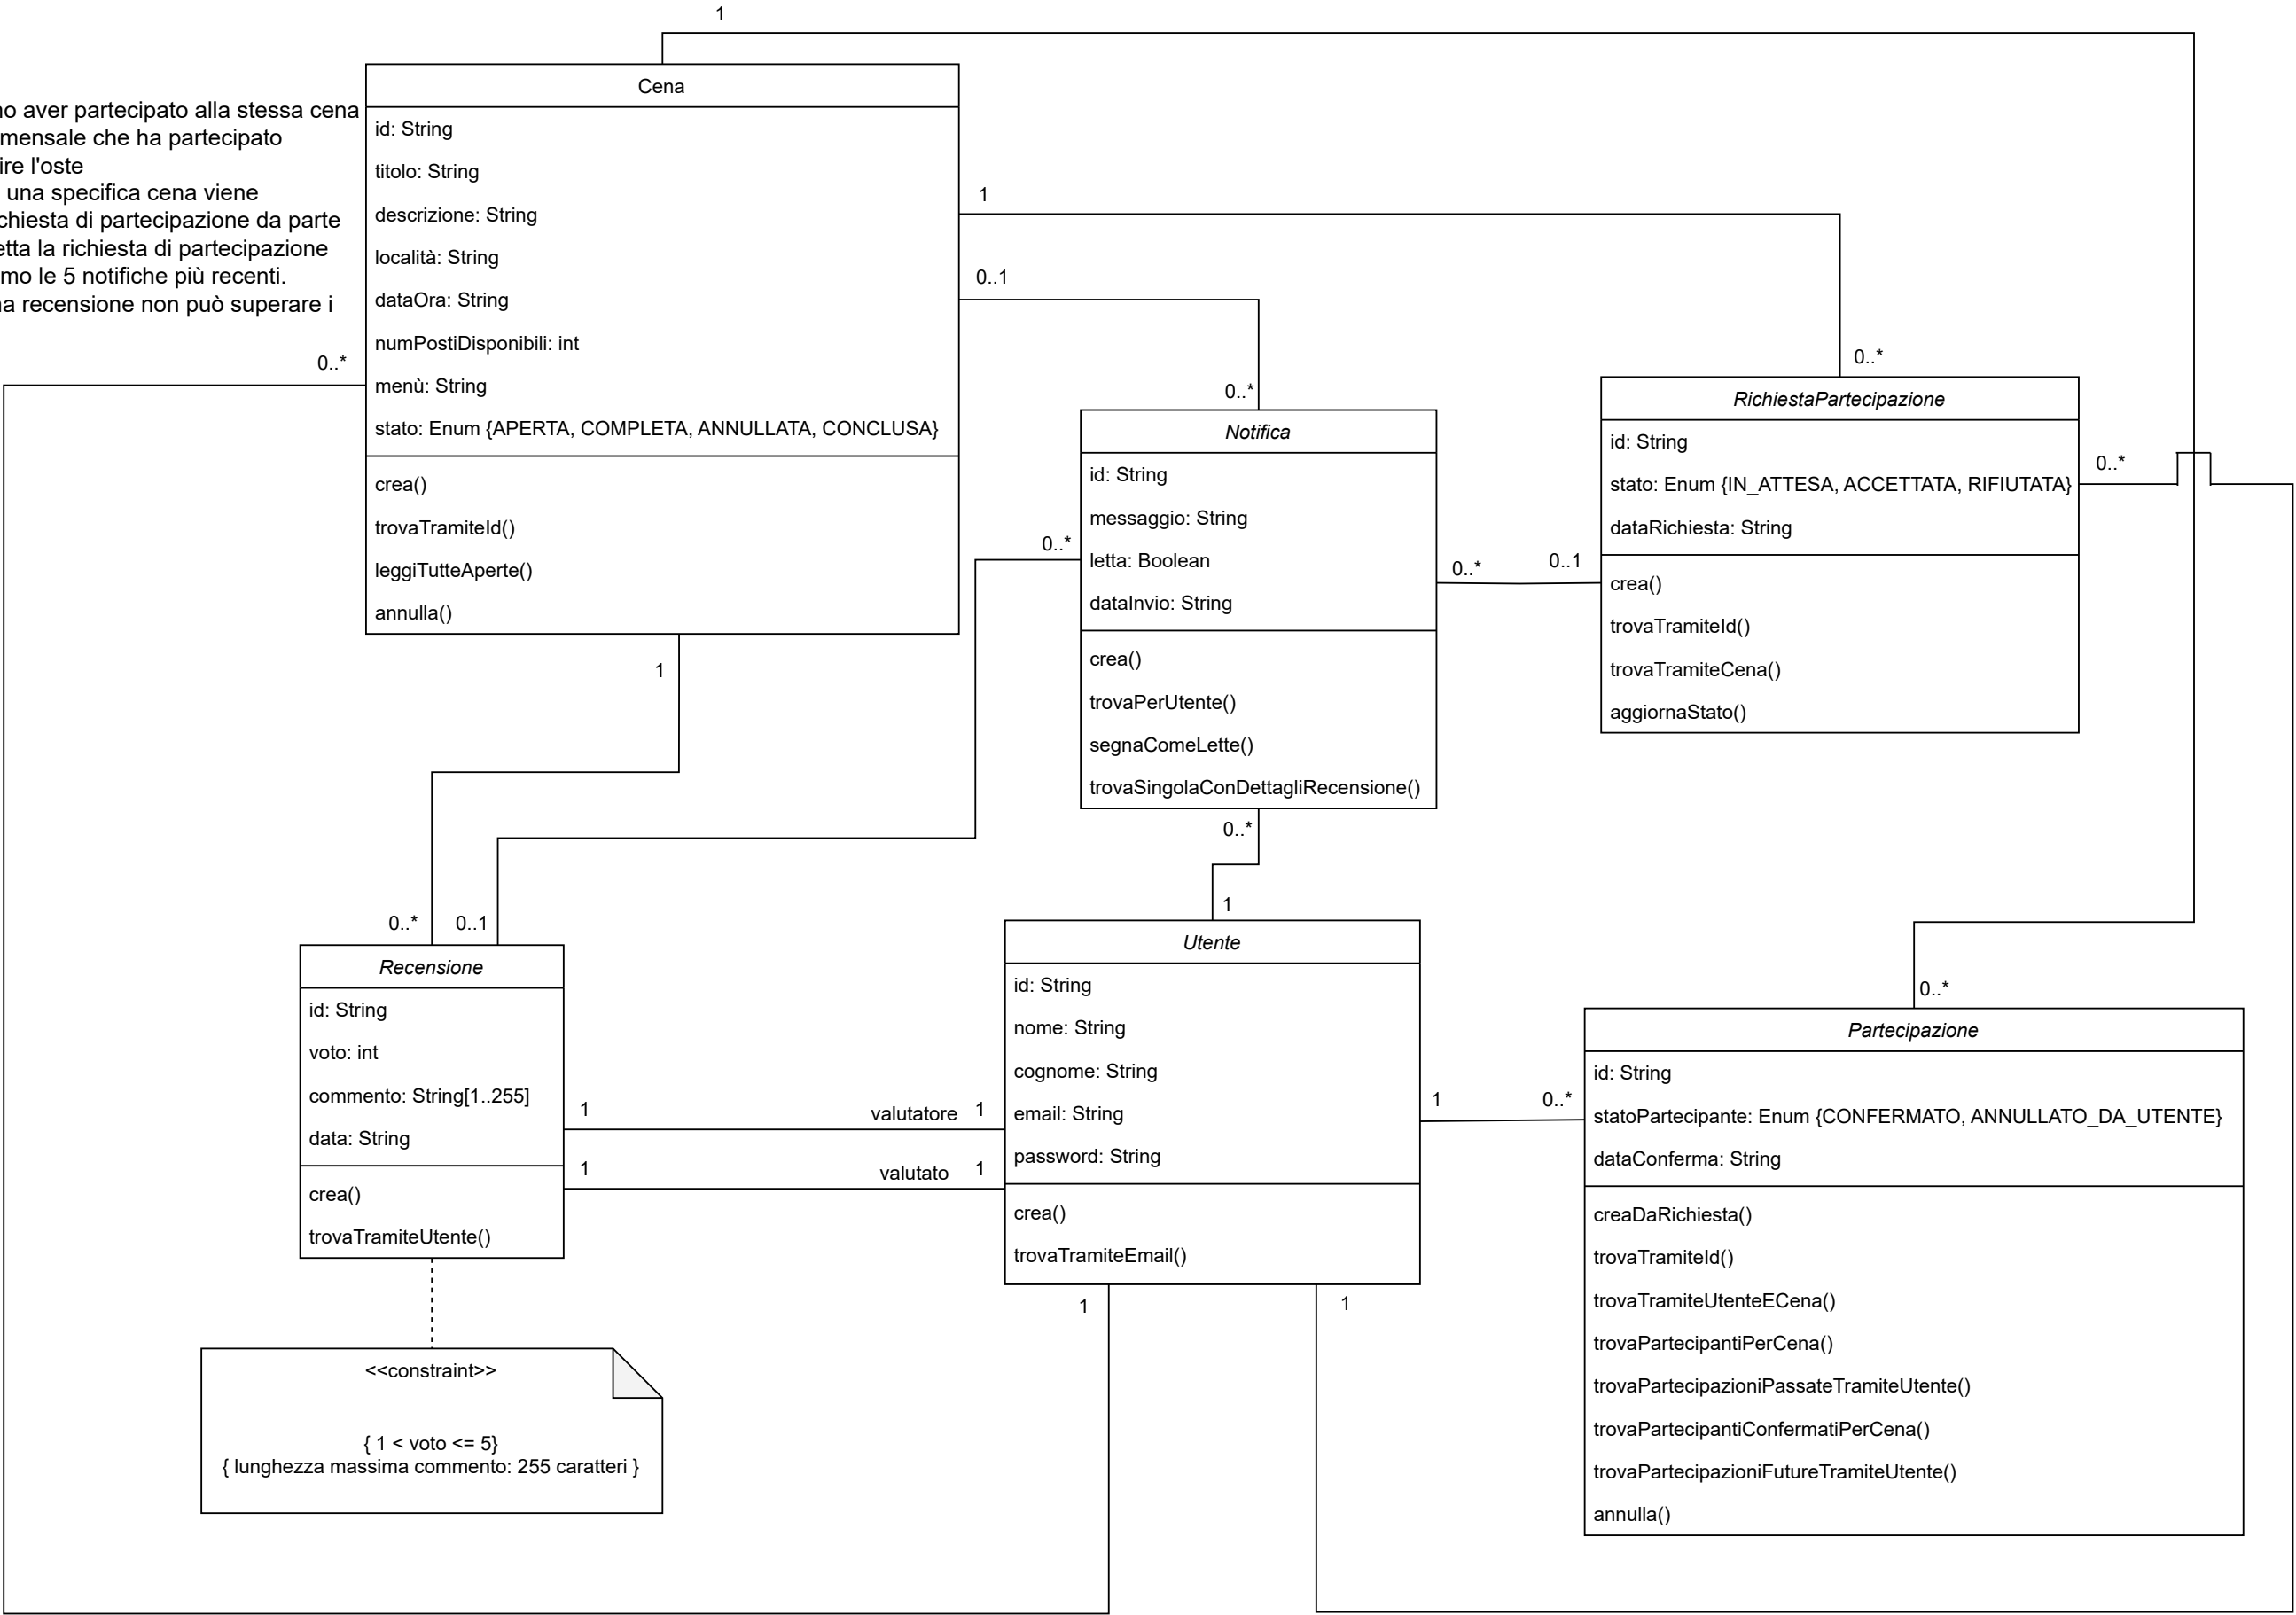 1
Cena
id: String
titolo: String
descrizione: String
località: String
dataOra: String
numPostiDisponibili: int
menù: String
stato: Enum {APERTA, COMPLETA, ANNULLATA, CONCLUSA}
crea()
trovaTramiteId()
leggiTutteAperte()
annulla()
aver partecipato alla stessa cena
che ha partecipato
l'oste
una specifica cena viene
di partecipazione da parte
la richiesta di partecipazione
le 5 notifiche più recenti.
recensione non può superare i
0..*
1
0..1
0..*
0..*
Notifica
id: String
messaggio: String
letta: Boolean
dataInvio: String
crea()
trovaPerUtente()
segnaComeLette()
trovaSingolaConDettagliRecensione()
0..*
RichiestaPartecipazione
id: String
stato: Enum {IN_ATTESA, ACCETTATA, RIFIUTATA}
dataRichiesta: String
crea()
trovaTramiteId()
trovaTramiteCena()
aggiornaStato()
0..*
0..*
0..1
1
0..*
1
0..*
0..1
Recensione
id: String
voto: int
commento: String[1..255]
data: String
crea()
trovaTramiteUtente()
1
valutatore
1
1
valutato
1
Utente
id: String
nome: String
cognome: String
email: String
password: String
crea()
trovaTramiteEmail()
1
0..*
0..*
Partecipazione
id: String
statoPartecipante: Enum {CONFERMATO, ANNULLATO_DA_UTENTE}
dataConferma: String
creaDaRichiesta()
trovaTramiteId()
trovaTramiteUtenteECena()
trovaPartecipantiPerCena()
trovaPartecipazioniPassateTramiteUtente()
trovaPartecipantiConfermatiPerCena()
trovaPartecipazioniFutureTramiteUtente()
annulla()
1
1
<<constraint>>
{ 1 < voto <= 5}
{ lunghezza massima commento: 255 caratteri }